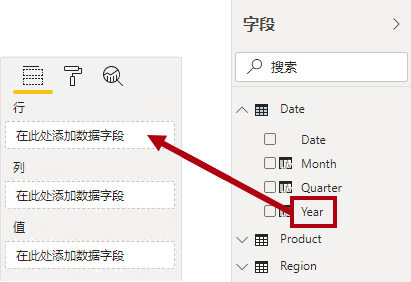 行
在此处添加数据字段
列
在此处添加数据字段
值
在此处添加数据字段
字段
搜索
Date
Date
Month
Quarter
Year
Product
Region